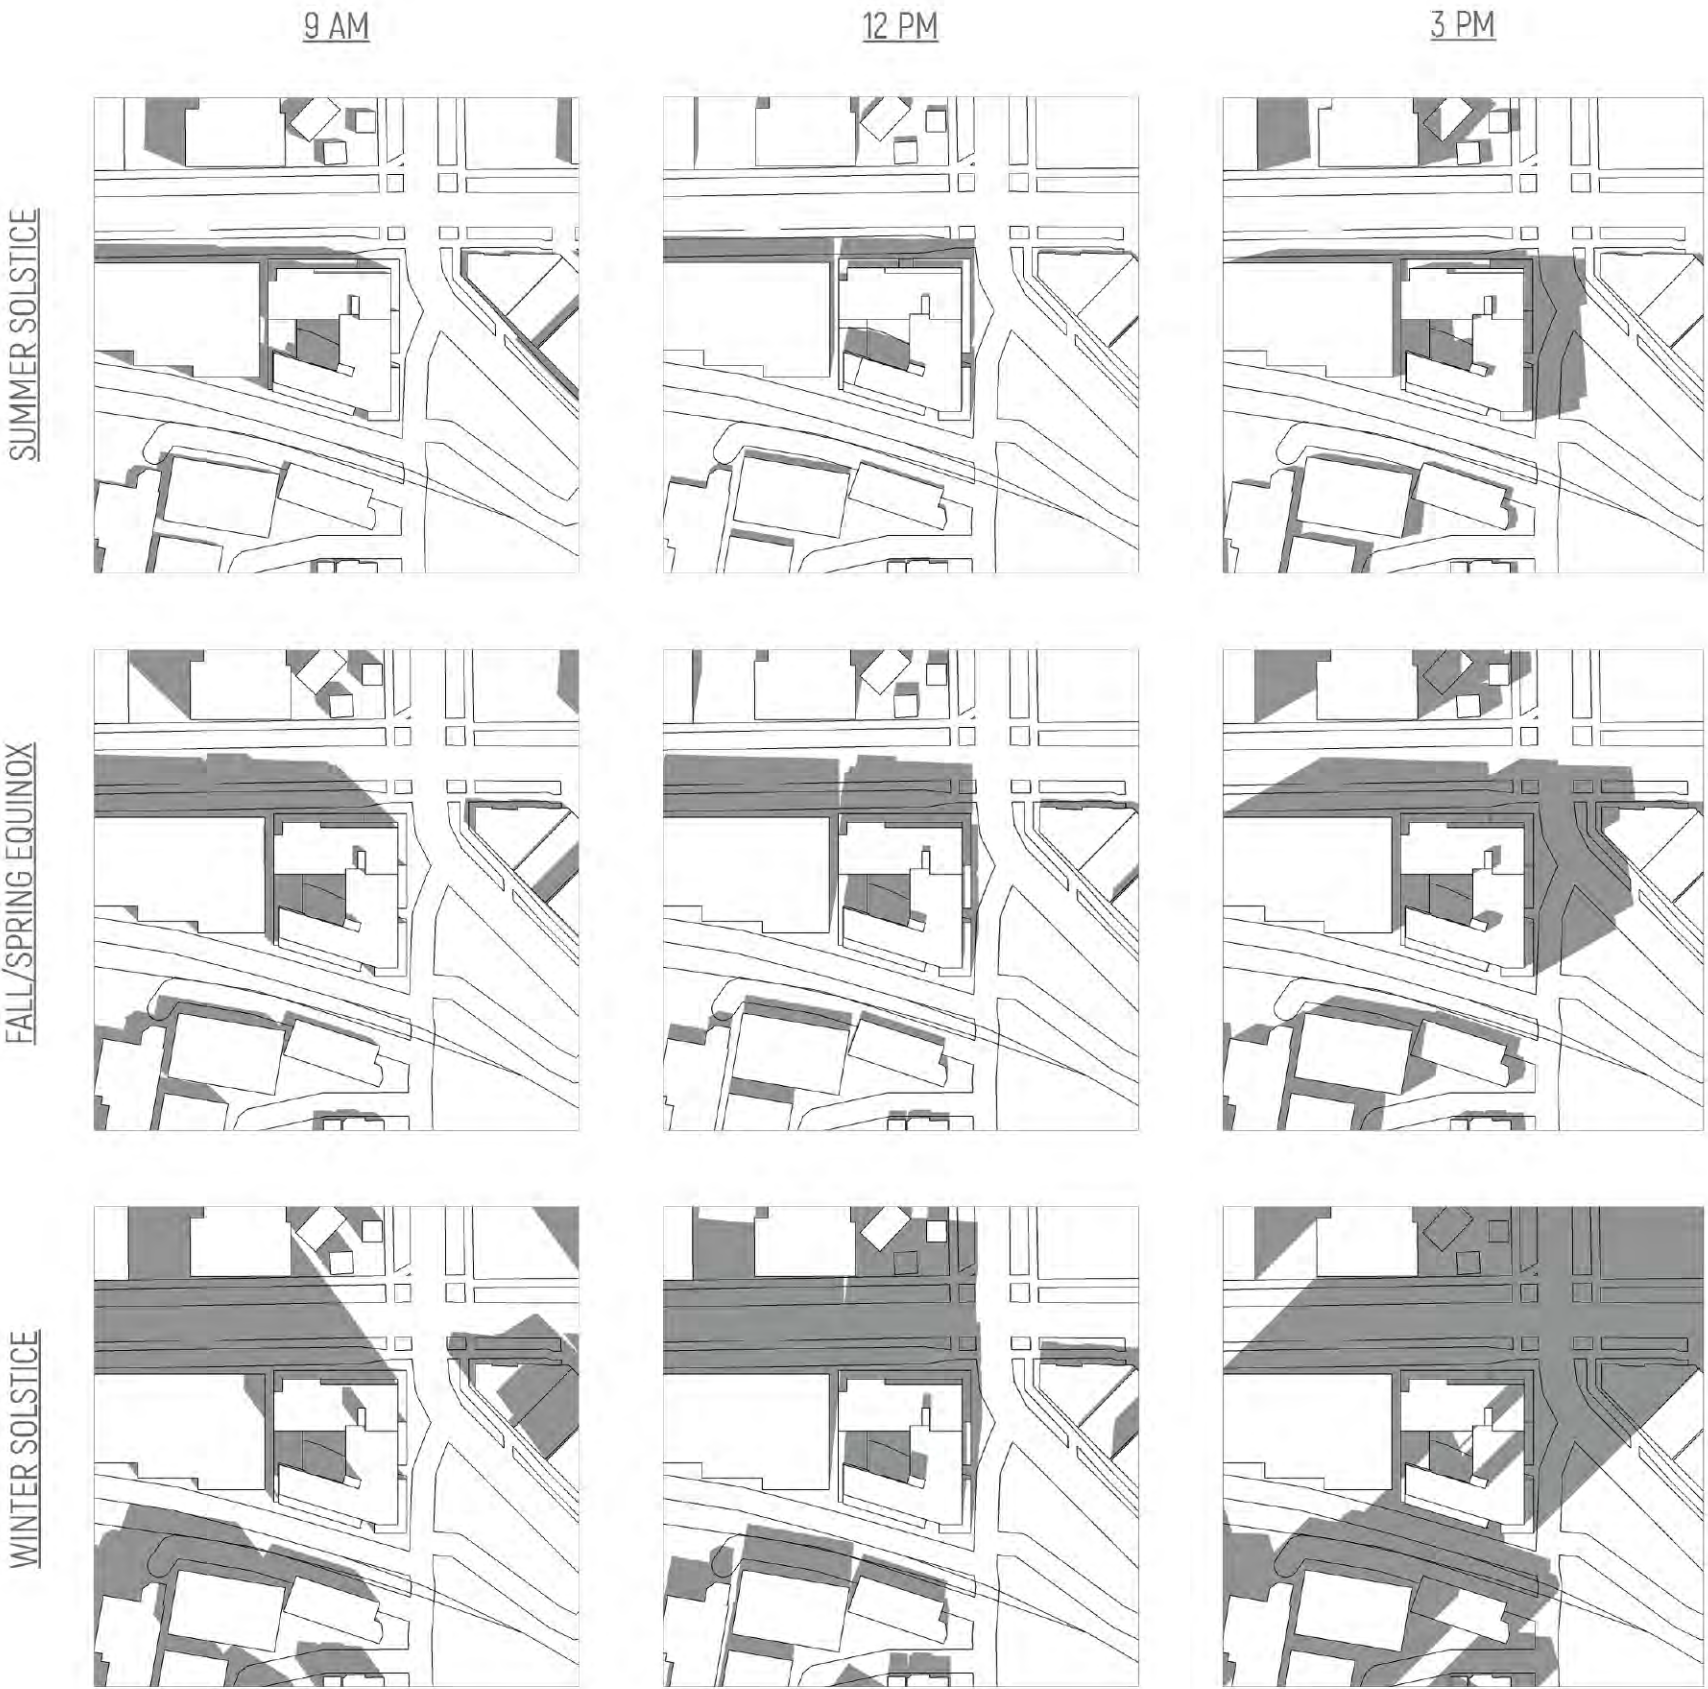 9 AM
12 PM
3 PM
SUMMER SOLSTICE
FALL/SPRING EQUINOX
WINTER SOLSTICE